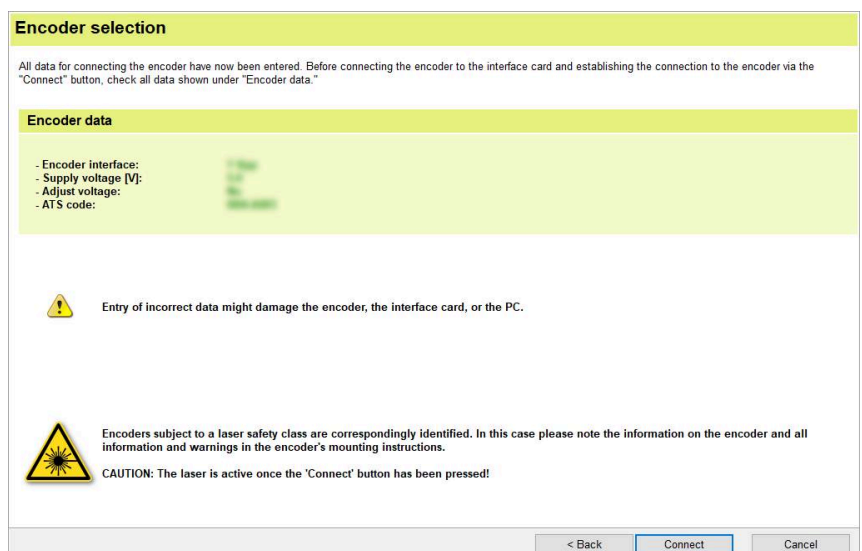 Encoder selection
All data for connecting the encoder have now been entered. Before connecting the encoder to the interface card and establishing the connection to the encoder via the
"Connect" button, check all data shown under "Encoder data."
Encoder data
- Encoder interface:
- Supply voltage [V]:
- Adjust voltage:
- ATS code:
Entry of incorrect data might damage the encoder, the interface card, or the PC.
Encoders subject to a laser safety class are correspondingly identified. In this case please note the information on the encoder and all
information and warnings in the encoder's mounting instructions.
CAUTION: The laser is active once the 'Connect' button has been pressed!
< Back Connect Cancel